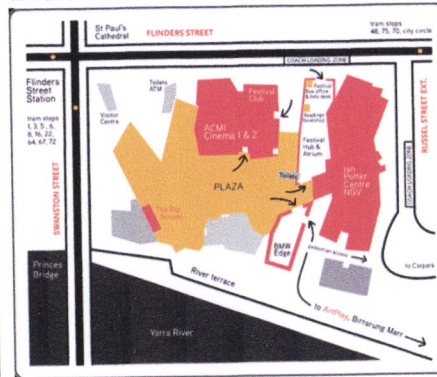 St Paul's
Cathedral
FLINDERS STREET
tram stops
48, 75, 70, city circle
COACH LOADING ZONE
Flinders
Street
Station
tram stops
1, 3, 5, 6,
8, 16, 22,
64, 67, 72
SWANSTON STREET
Visitor
Centre
Toilets
ATM
Festival
Club
ACMI
Cinema 1 & 2
Festival
Box office
Festival
Hub &
Atrium
Ian
Potter
Centre
NGV
COACH LOADING ZONE
RUSSEL STREET EXT.
Toilets
PLAZA
The Big
Screen
BMW
Edge
pedestrian access
to Carpark
Princes
Bridge
River terrace
to ArtPlay, Birrarung Marr
Yarra River